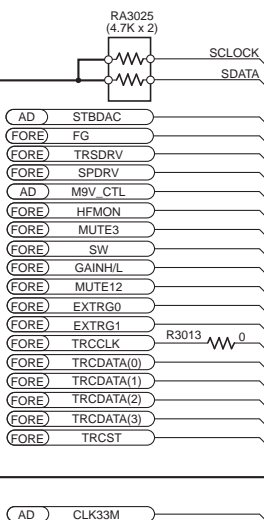 RA3025
(4.7K x 2)
SCLOCK
SDATA
AD STBDAC
FORE FG
FORE TRSDRV
FORE SPDRV
AD M9V_CTL
FORE HFMON
FORE MUTE3
FORE SW
FORE GAINH/L
FORE MUTE12
FORE EXTRG0
FORE EXTRG1
FORE TRCCLK R3013 0
FORE TRCDATA(0)
FORE TRCDATA(1)
FORE TRCDATA(2)
FORE TRCDATA(3)
FORE TRCST
AD CLK33M